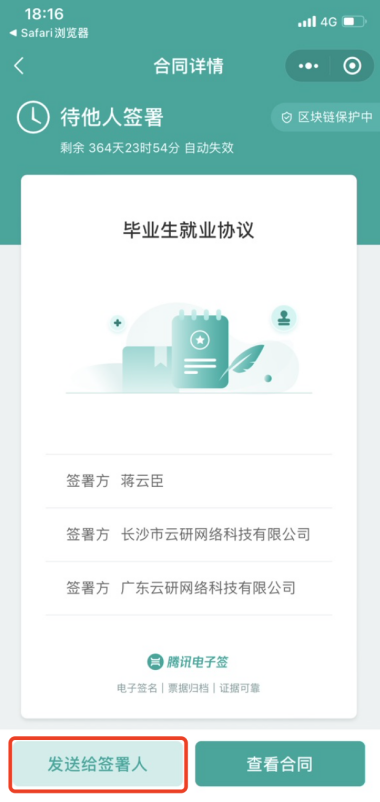 18:16
4G
Safari浏览器
合同详情
待他人签署
区块链保护中
剩余 364天23时54分 自动失效
毕业生就业协议
签署方 蒋云臣
签署方 长沙市云研网络科技有限公司
签署方 广东云研网络科技有限公司
腾讯电子签
电子签名 | 票据归档 | 证据可靠
发送给签署人
查看合同